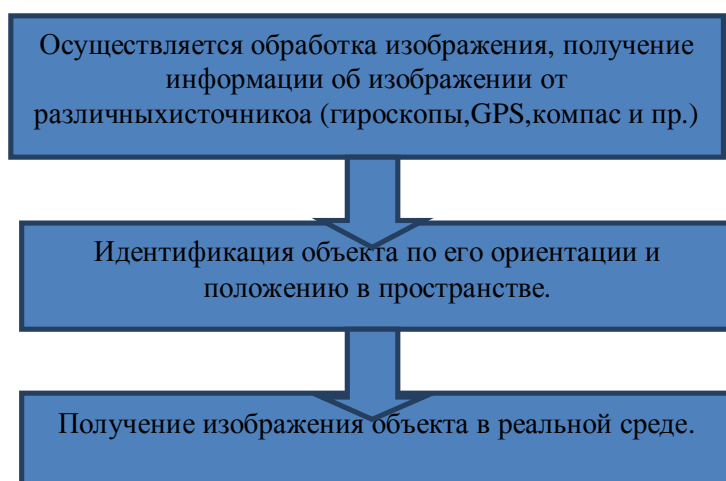 Осуществляется обработка изображения, получение
информации об изображении от
различныхисточникоа (гироскопы,GPS,компас и пр.)
Идентификация объекта по его ориентации и
положению в пространстве.
Получение изображения объекта в реальной среде.